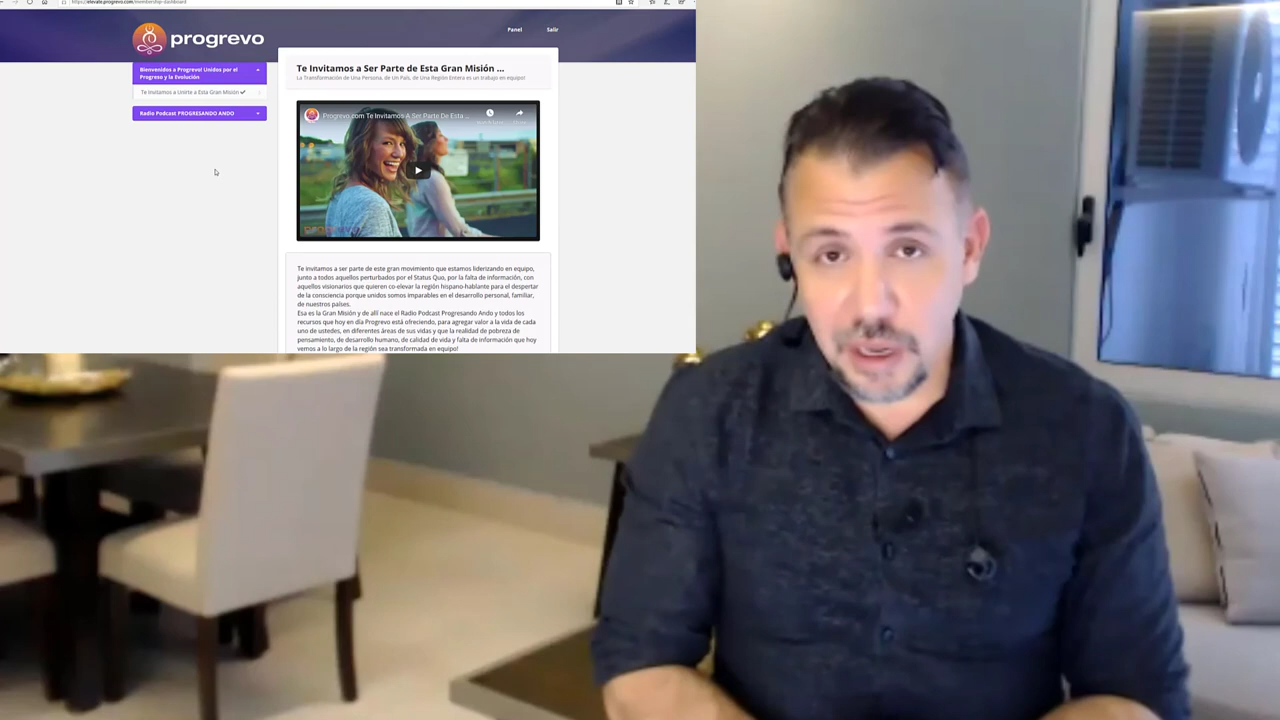 https://elevate.progrevo.com/membership-dashboard
progrevo
Panel
Salir
Bienvenidos a Progrevo! Unidos por el
Progreso y la Evolución
Te Invitamos a Unirte a Esta Gran Misión
Radio Podcast PROGRESANDO ANDO
Te Invitamos a Ser Parte de Esta Gran Misión ...
La Transformación de Una Persona, de Un País, de Una Región Entera es un trabajo en equipo!
Progrevo.com Te Invitamos A Ser Parte De Esta ...
Te invitamos a ser parte de este gran movimiento que estamos liderizando en equipo,
junto a todos aquellos perturbados por el Status Quo, por la falta de información, con
aquellos visionarios que quieren co-elevar la región hispano-hablante para el despertar
de la consciencia porque unidos somos imparables en el desarrollo personal, familiar,
de nuestros países.
Esa es la Gran Misión y de allí nace el Radio Podcast Progresando Ando y todos los
recursos que hoy en día Progrevo está ofreciendo, para agregar valor a la vida de cada
uno de ustedes, en diferentes áreas de sus vidas y que la realidad de pobreza de
pensamiento, de desarrollo humano, de calidad de vida y falta de información que hoy
vemos a lo largo de la región sea transformada en equipo!